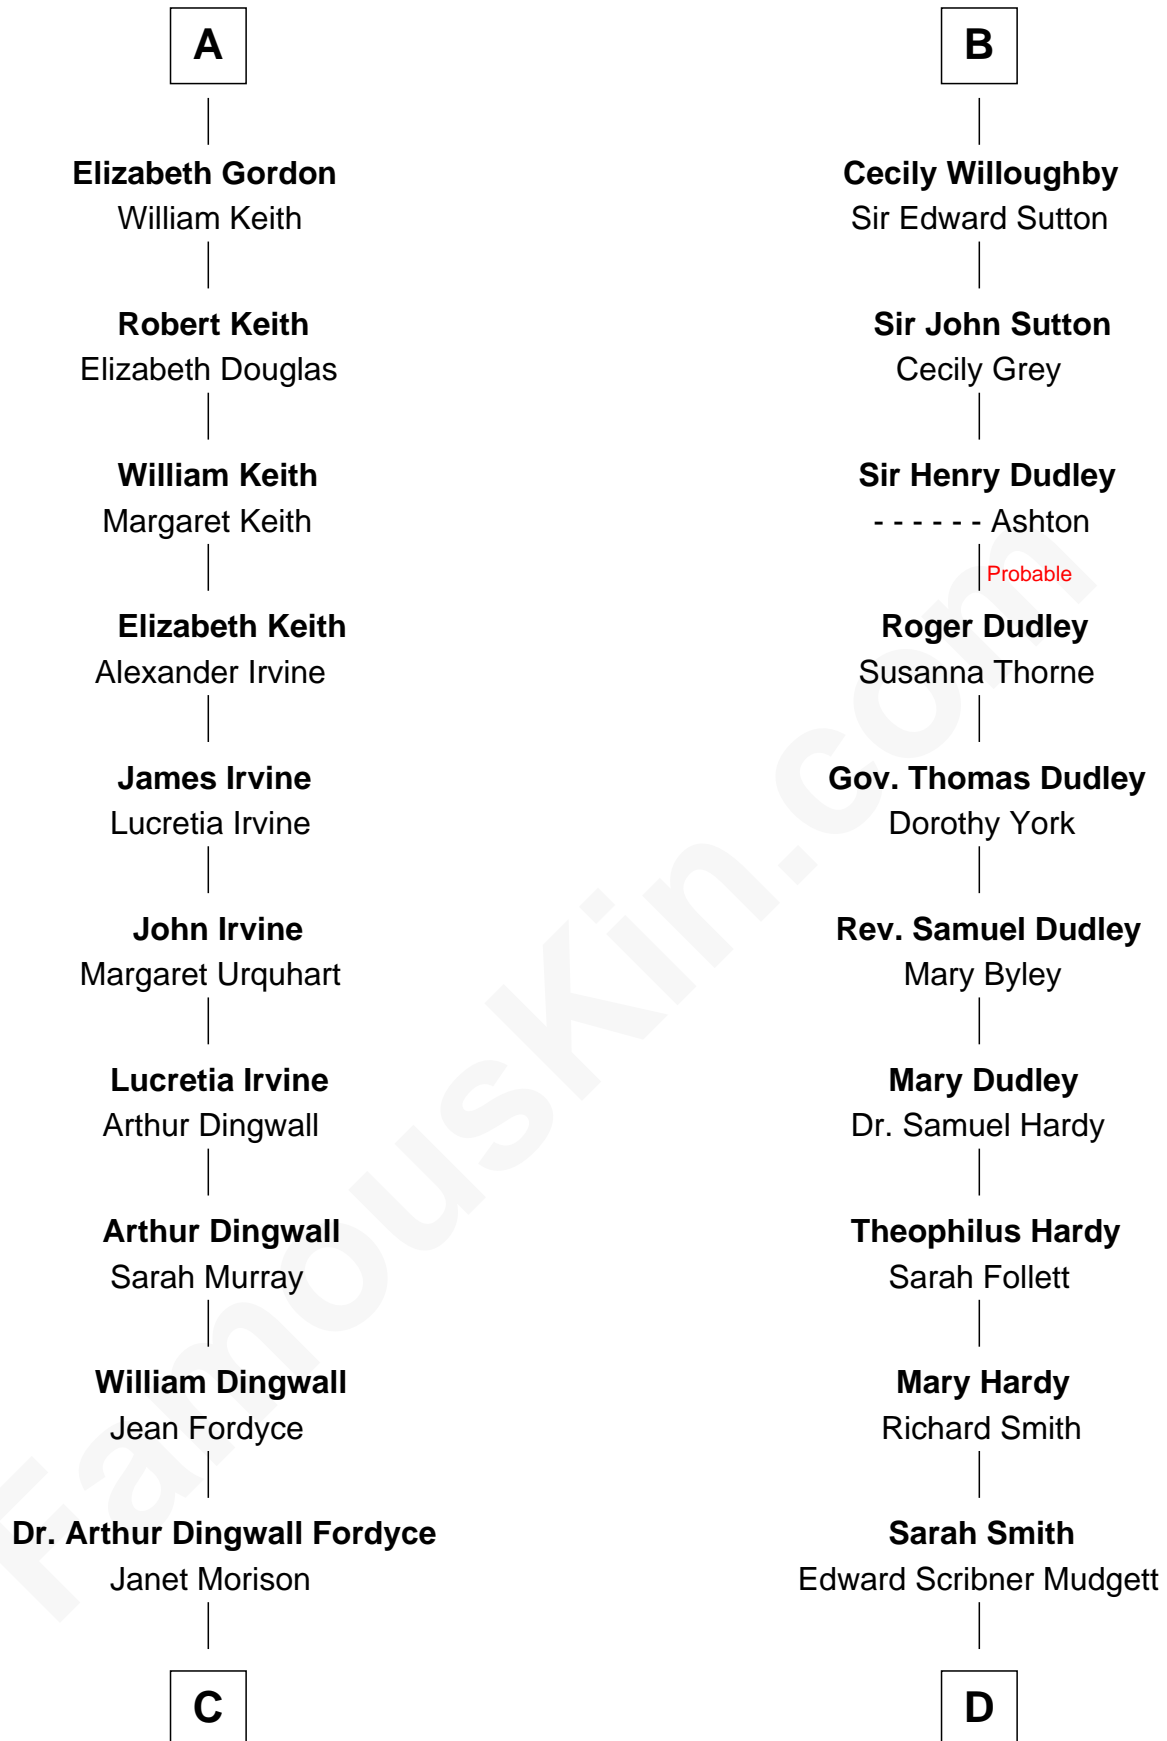 A
Elizabeth Gordon
William Keith
Robert Keith
Elizabeth Douglas
William Keith
Margaret Keith
Elizabeth Keith
Alexander Irvine
James Irvine
Lucretia Irvine
John Irvine
Margaret Urquhart
Lucretia Irvine
Arthur Dingwall
Arthur Dingwall
Sarah Murray
William Dingwall
Jean Fordyce
Dr. Arthur Dingwall Fordyce
Janet Morison
C
B
Cecily Willoughby
Sir Edward Sutton
Sir John Sutton
Cecily Grey
Sir Henry Dudley
- - - - - - Ashton
Probable
Roger Dudley
Susanna Thorne
Gov. Thomas Dudley
Dorothy York
Rev. Samuel Dudley
Mary Byley
Mary Dudley
Dr. Samuel Hardy
Theophilus Hardy
Sarah Follett
Mary Hardy
Richard Smith
Sarah Smith
Edward Scribner Mudgett
D
FamousKin.com